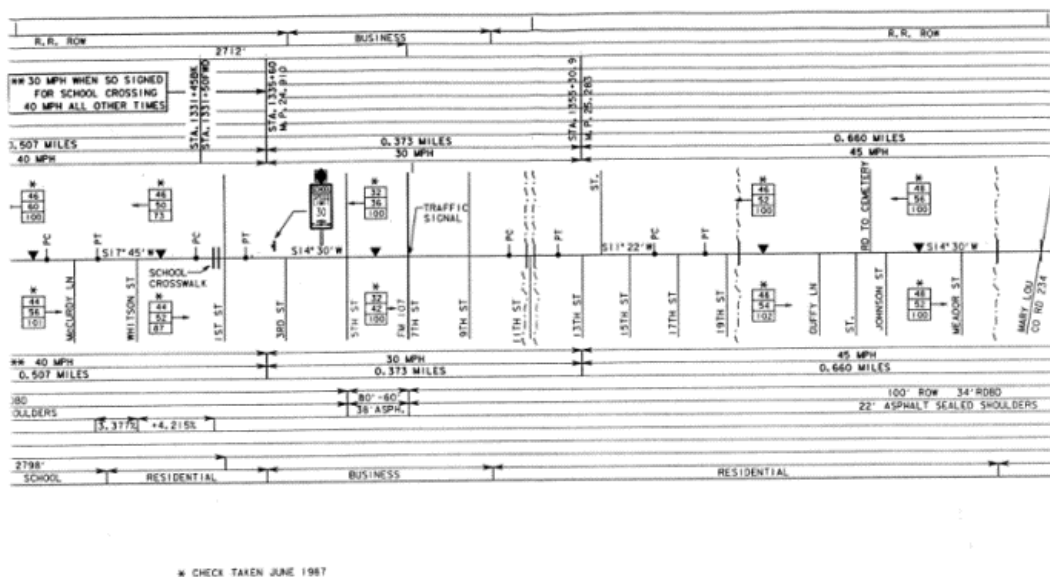 R.R. ROW
BUSINESS
R.R. ROW
2712'
** 30 MPH WHEN SO SIGNED
FOR SCHOOL CROSSING
40 MPH ALL OTHER TIMES
STA. 1331+45BK
STA. 1331+50FWD
STA. 1335+60
M.P. 24.910
STA. 1355+30.9
M.P. 25.283
0.507 MILES
0.373 MILES
0.660 MILES
40 MPH
30 MPH
45 MPH
*
46
60
100
*
46
50
73
SCHOOL
SPEED
LIMIT
30
*
32
36
100
TRAFFIC
SIGNAL
ST.
*
46
52
100
RD TO CEMETERY
*
48
56
100
PC
PT
S17°45'W
PC
PT
S14°30'W
PC
PT
S11°22'W
PC
PT
S14°30'W
SCHOOL
CROSSWALK
*
44
56
101
MCCURDY LN
WHITSON ST
*
44
52
87
1ST ST
3RD ST
5TH ST
*
32
42
100
FM 107
7TH ST
9TH ST
11TH ST
13TH ST
15TH ST
17TH ST
19TH ST
*
48
54
102
DUFFY LN
ST.
JOHNSON ST
*
48
52
100
MEADOR ST
MARY LOU
CO RD 234
** 40 MPH
30 MPH
45 MPH
0.507 MILES
0.373 MILES
0.660 MILES
80'-60'
38' ASPH.
100' ROW 34' RDBD
22' ASPHALT SEALED SHOULDERS
OULDERS
3.377%
+4.215%
2798'
SCHOOL
RESIDENTIAL
BUSINESS
RESIDENTIAL
* CHECK TAKEN JUNE 1987